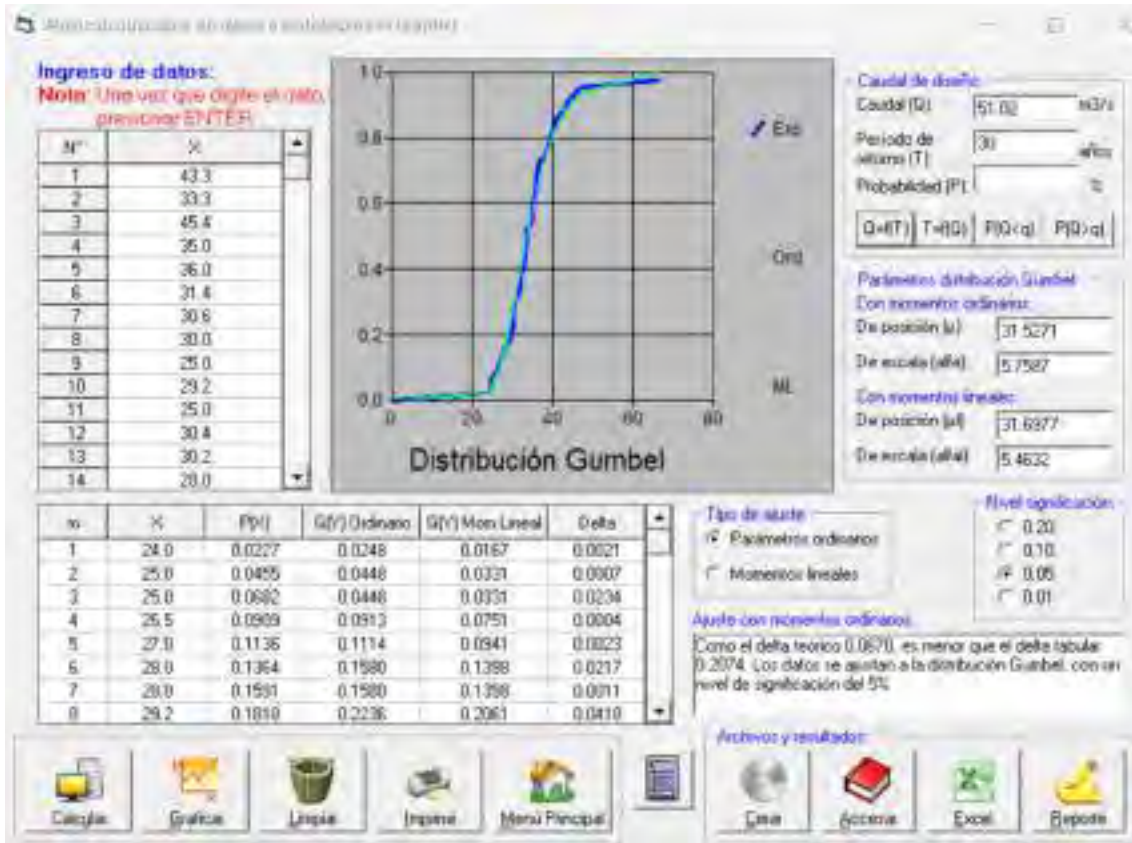 Ingreso de datos:
Nota: Una vez que digite el dato,
presionar ENTER
N° X
1 43.3
2 33.3
3 45.4
4 35.0
5 36.0
6 31.4
7 30.6
8 30.0
9 25.0
10 29.2
11 25.0
12 30.4
13 30.2
14 28.0
1.0
0.8
0.6
0.4
0.2
0.0
0 20 40 60 80
Distribución Gumbel
Exp
Ord
ML
Caudal de diseño:
Caudal (Q): 51.02 m3/s
Periodo de
retorno (T): 30 años
Probabilidad (P): %
Q=f(T) T=f(Q) P(Q<q) P(Q>q)
Parámetros distribución Gumbel
Con momentos ordinarios:
De posición (u) 31.5271
De escala (alfa) 5.7587
Con momentos lineales:
De posición (ul) 31.6977
De escala (alfal) 5.4632
m X P(X) G(Y) Ordinario G(Y) Mom Lineal Delta
1 24.0 0.0227 0.0248 0.0167 0.0021
2 25.0 0.0455 0.0448 0.0331 0.0007
3 25.0 0.0682 0.0448 0.0331 0.0234
4 26.5 0.0909 0.0913 0.0751 0.0004
5 27.0 0.1136 0.1114 0.0941 0.0023
6 28.0 0.1364 0.1580 0.1398 0.0217
7 28.0 0.1591 0.1580 0.1398 0.0011
8 29.2 0.1818 0.2236 0.2061 0.0418
Tipo de ajuste
Parámetros ordinarios
Momentos lineales
Nivel significación:
0.20
0.10
0.05
0.01
Ajuste con momentos ordinarios:
Como el delta teórico 0.0670, es menor que el delta tabular
0.2074. Los datos se ajustan a la distribución Gumbel, con un
nivel de significación del 5%
Calcular Graficar Limpiar Imprimir Menú Principal
Archivos y resultados:
Crear Accesar Excel Reporte